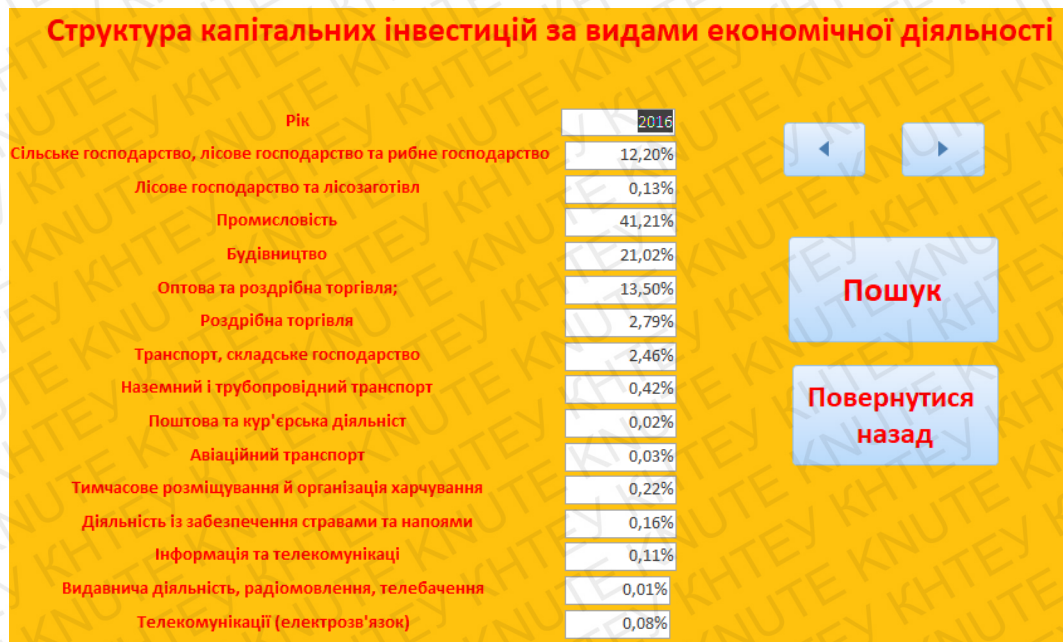 Структура капітальних інвестицій за видами економічної діяльності
Рік 2016
Сільське господарство, лісове господарство та рибне господарство 12,20%
Лісове господарство та лісозаготівл 0,13%
Промисловість 41,21%
Будівництво 21,02%
Оптова та роздрібна торгівля; 13,50%
Роздрібна торгівля 2,79%
Транспорт, складське господарство 2,46%
Наземний і трубопровідний транспорт 0,42%
Поштова та кур'єрська діяльніст 0,02%
Авіаційний транспорт 0,03%
Тимчасове розміщування й організація харчування 0,22%
Діяльність із забезпечення стравами та напоями 0,16%
Інформація та телекомунікаці 0,11%
Видавнича діяльність, радіомовлення, телебачення 0,01%
Телекомунікації (електрозв'язок) 0,08%
Пошук
Повернутися
назад